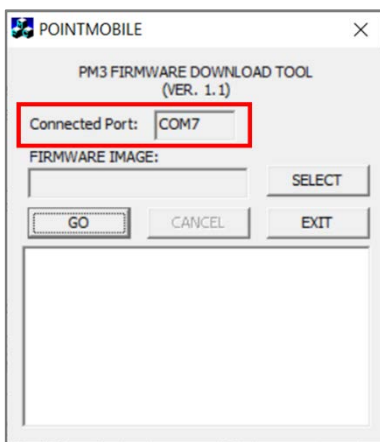 POINTMOBILE
PM3 FIRMWARE DOWNLOAD TOOL
(VER. 1.1)
Connected Port: COM7
FIRMWARE IMAGE:
SELECT
GO CANCEL EXIT